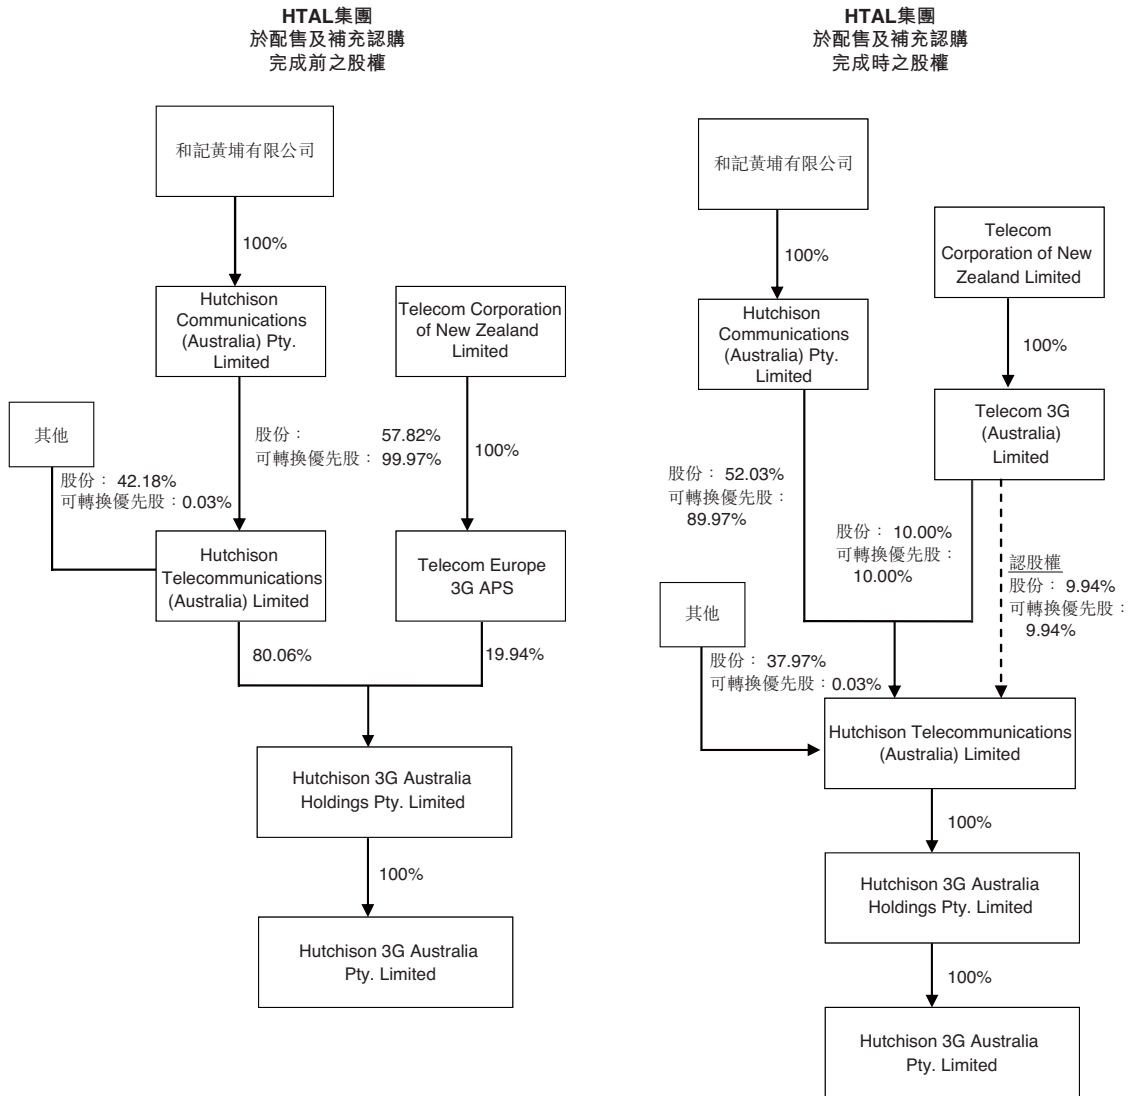 HTAL集團
於配售及補充認購
完成前之股權
和記黃埔有限公司
100%
Hutchison
Communications
(Australia) Pty.
Limited
Telecom Corporation
of New Zealand
Limited
其他
股份： 57.82%
可轉換優先股： 99.97%
100%
股份： 42.18%
可轉換優先股：0.03%
Hutchison
Telecommunications
(Australia) Limited
Telecom Europe
3G APS
80.06%
19.94%
Hutchison 3G Australia
Holdings Pty. Limited
100%
Hutchison 3G Australia
Pty. Limited
HTAL集團
於配售及補充認購
完成時之股權
和記黃埔有限公司
100%
Telecom
Corporation of New
Zealand Limited
Hutchison
Communications
(Australia) Pty.
Limited
100%
Telecom 3G
(Australia)
Limited
股份： 52.03%
可轉換優先股：
89.97%
股份： 10.00%
可轉換優先股：
10.00%
認股權
股份： 9.94%
可轉換優先股：
9.94%
其他
股份： 37.97%
可轉換優先股：0.03%
Hutchison Telecommunications
(Australia) Limited
100%
Hutchison 3G Australia
Holdings Pty. Limited
100%
Hutchison 3G Australia
Pty. Limited